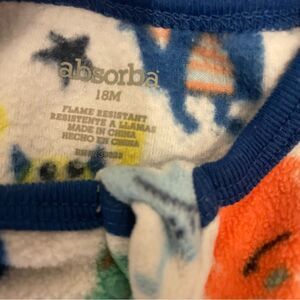 absorba
18M
FLAME RESISTANT
RESISTENTE A LLAMAS
MADE IN CHINA
HECHO EN CHINA